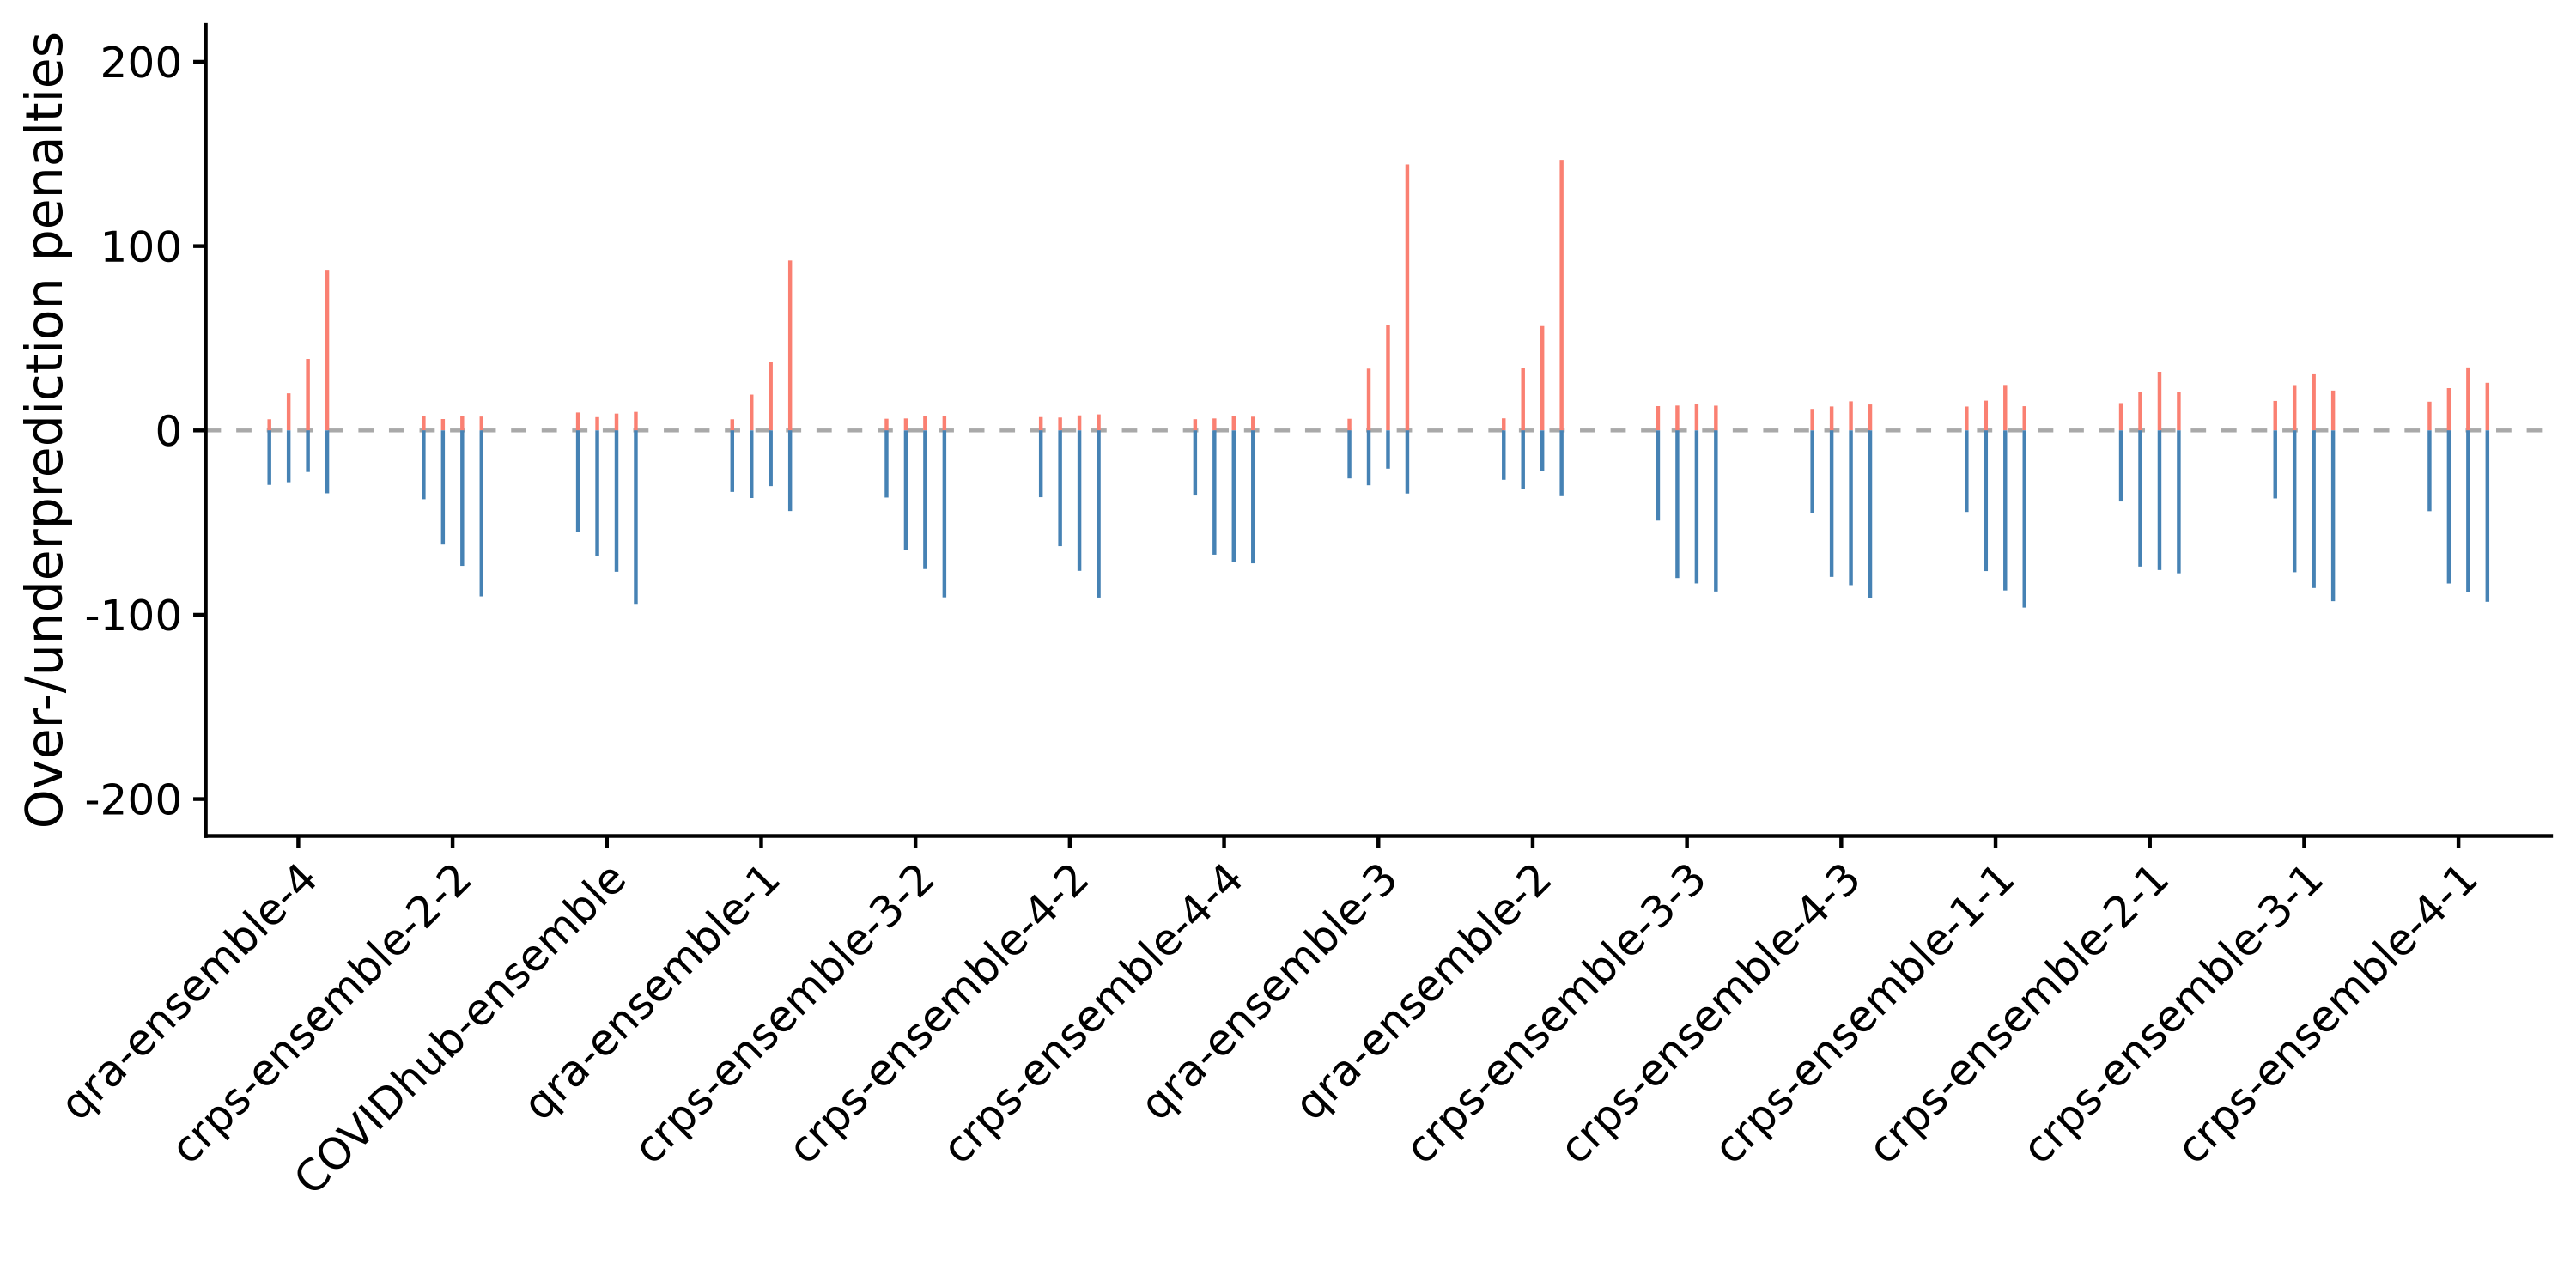 Over-/underprediction penalties
200
100
0
-100
-200
qra-ensemble-4
crps-ensemble-2-2
COVIDhub-ensemble
qra-ensemble-1
crps-ensemble-3-2
crps-ensemble-4-2
crps-ensemble-4-4
qra-ensemble-3
qra-ensemble-2
crps-ensemble-3-3
crps-ensemble-4-3
crps-ensemble-1-1
crps-ensemble-2-1
crps-ensemble-3-1
crps-ensemble-4-1